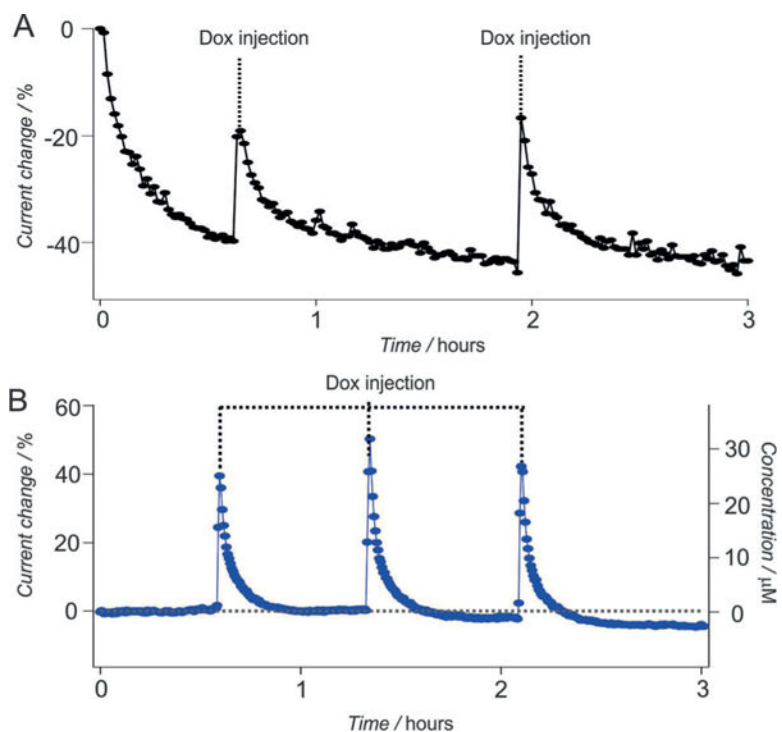 A
Dox injection
Dox injection
Current change / %
0
-20
-40
0
1
2
3
Time / hours
B
Dox injection
Current change / %
60
40
20
0
30
20
10
0
Concentration / μM
0
1
2
3
Time / hours